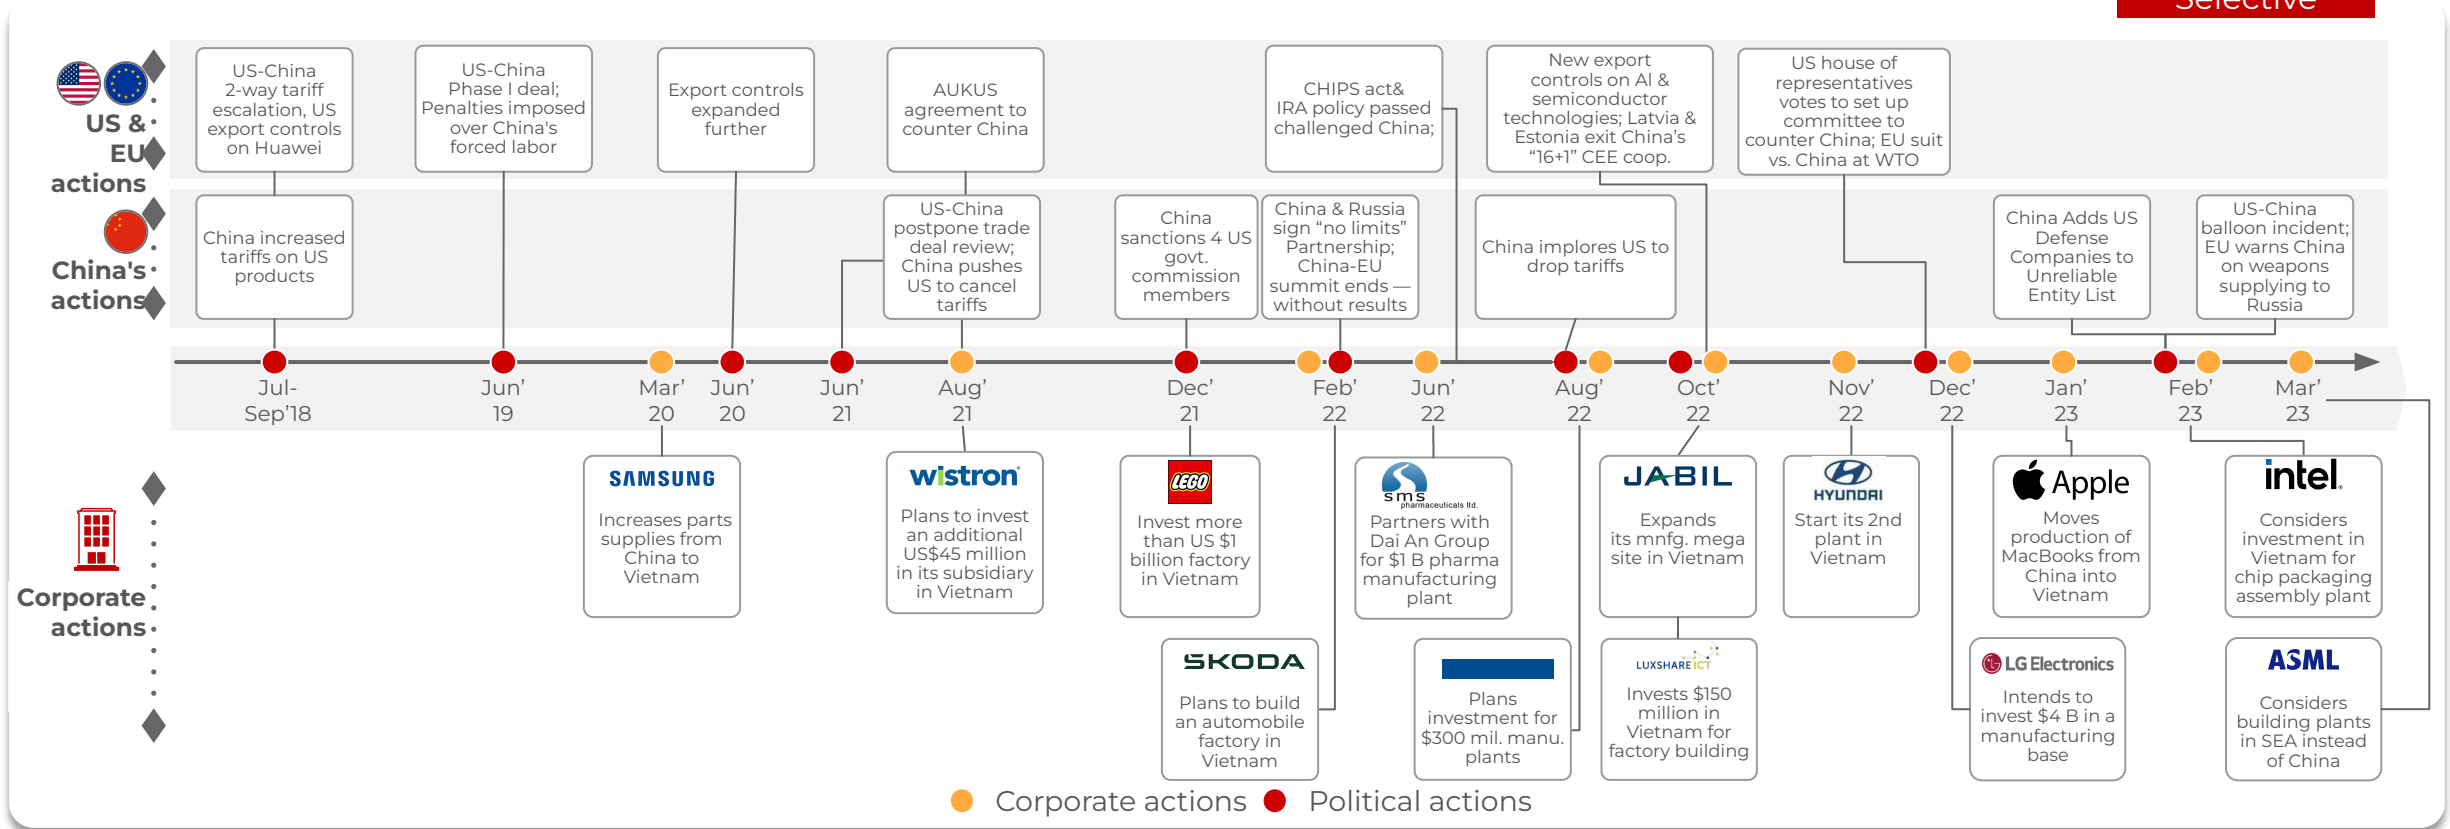 Selective
US &
EU
actions
US-China
2-way tariff
escalation, US
export controls
on Huawei
US-China
Phase I deal;
Penalties imposed
over China's
forced labor
Export controls
expanded
further
AUKUS
agreement to
counter China
CHIPS act&
IRA policy passed
challenged China;
New export
controls on AI &
semiconductor
technologies; Latvia &
Estonia exit China’s
“16+1” CEE coop.
US house of
representatives
votes to set up
committee to
counter China; EU suit
vs. China at WTO
China's
actions
China increased
tariffs on US
products
US-China
postpone trade
deal review;
China pushes
US to cancel
tariffs
China
sanctions 4 US
govt.
commission
members
China & Russia
sign “no limits”
Partnership;
China-EU
summit ends —
without results
China implores US to
drop tariffs
China Adds US
Defense
Companies to
Unreliable
Entity List
US-China
balloon incident;
EU warns China
on weapons
supplying to
Russia
Jul-
Sep’18
Jun’
19
Mar’
20
Jun’
20
Jun’
21
Aug’
21
Dec’
21
Feb’
22
Jun’
22
Aug’
22
Oct’
22
Nov’
22
Dec’
22
Jan’
23
Feb’
23
Mar’
23
Corporate
actions
SAMSUNG
Increases parts
supplies from
China to
Vietnam
wistron
Plans to invest
an additional
US$45 million
in its subsidiary
in Vietnam
LEGO
Invest more
than US $1
billion factory
in Vietnam
sms
pharmaceuticals ltd.
Partners with
Dai An Group
for $1 B pharma
manufacturing
plant
JABIL
Expands
its mnfg. mega
site in Vietnam
HYUNDAI
Start its 2nd
plant in
Vietnam
Apple
Moves
production of
MacBooks from
China into
Vietnam
intel.
Considers
investment in
Vietnam for
chip packaging
assembly plant
SKODA
Plans to build
an automobile
factory in
Vietnam
Plans
investment for
$300 mil. manu.
plants
LUXSHARE ICT
Invests $150
million in
Vietnam for
factory building
LG Electronics
Intends to
invest $4 B in a
manufacturing
base
ASML
Considers
building plants
in SEA instead
of China
Corporate actions
Political actions